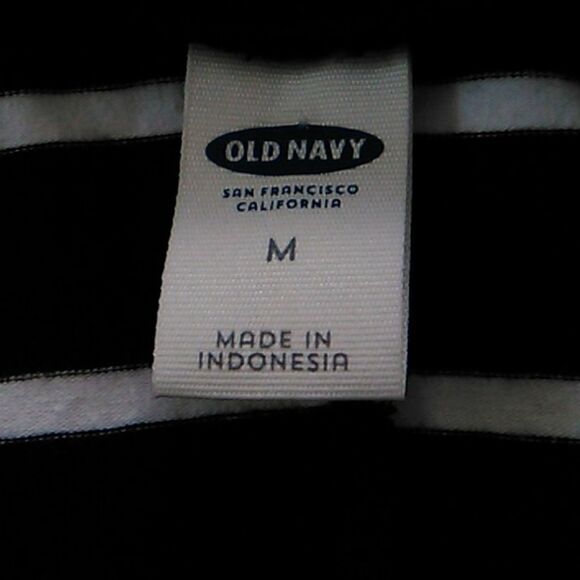 OLD NAVY
SAN FRANCISCO
CALIFORNIA
M
MADE IN
INDONESIA